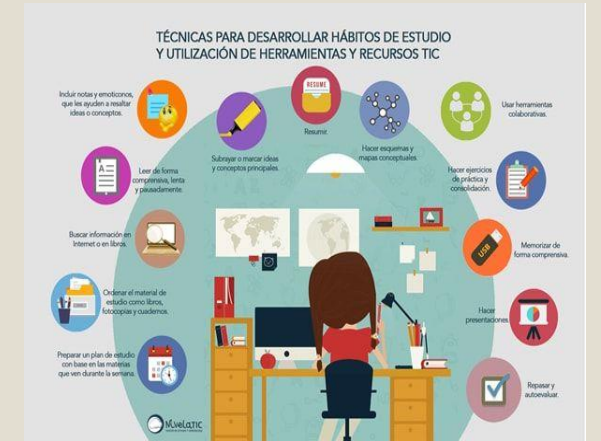 TÉCNICAS PARA DESARROLLAR HÁBITOS DE ESTUDIO
Y UTILIZACIÓN DE HERRAMIENTAS Y RECURSOS TIC
Incluir notas y emoticonos,
que les ayuden a resaltar
ideas o conceptos.
Leer de forma
comprensiva, lenta
y pausadamente.
Buscar información en
Internet o en libros.
Ordenar el material de
estudio como libros,
fotocopias y cuadernos.
Preparar un plan de estudio
con base en las materias
que ven durante la semana.
Subrayar o marcar ideas
y conceptos principales.
RESUME
Resumir.
Hacer esquemas y
mapas conceptuales.
Usar herramientas
colaborativas.
Hacer ejercicios
de práctica y
consolidación.
USB
Memorizar de
forma comprensiva.
Hacer
presentaciones.
Repasar y
autoevaluar.
NivelaTIC